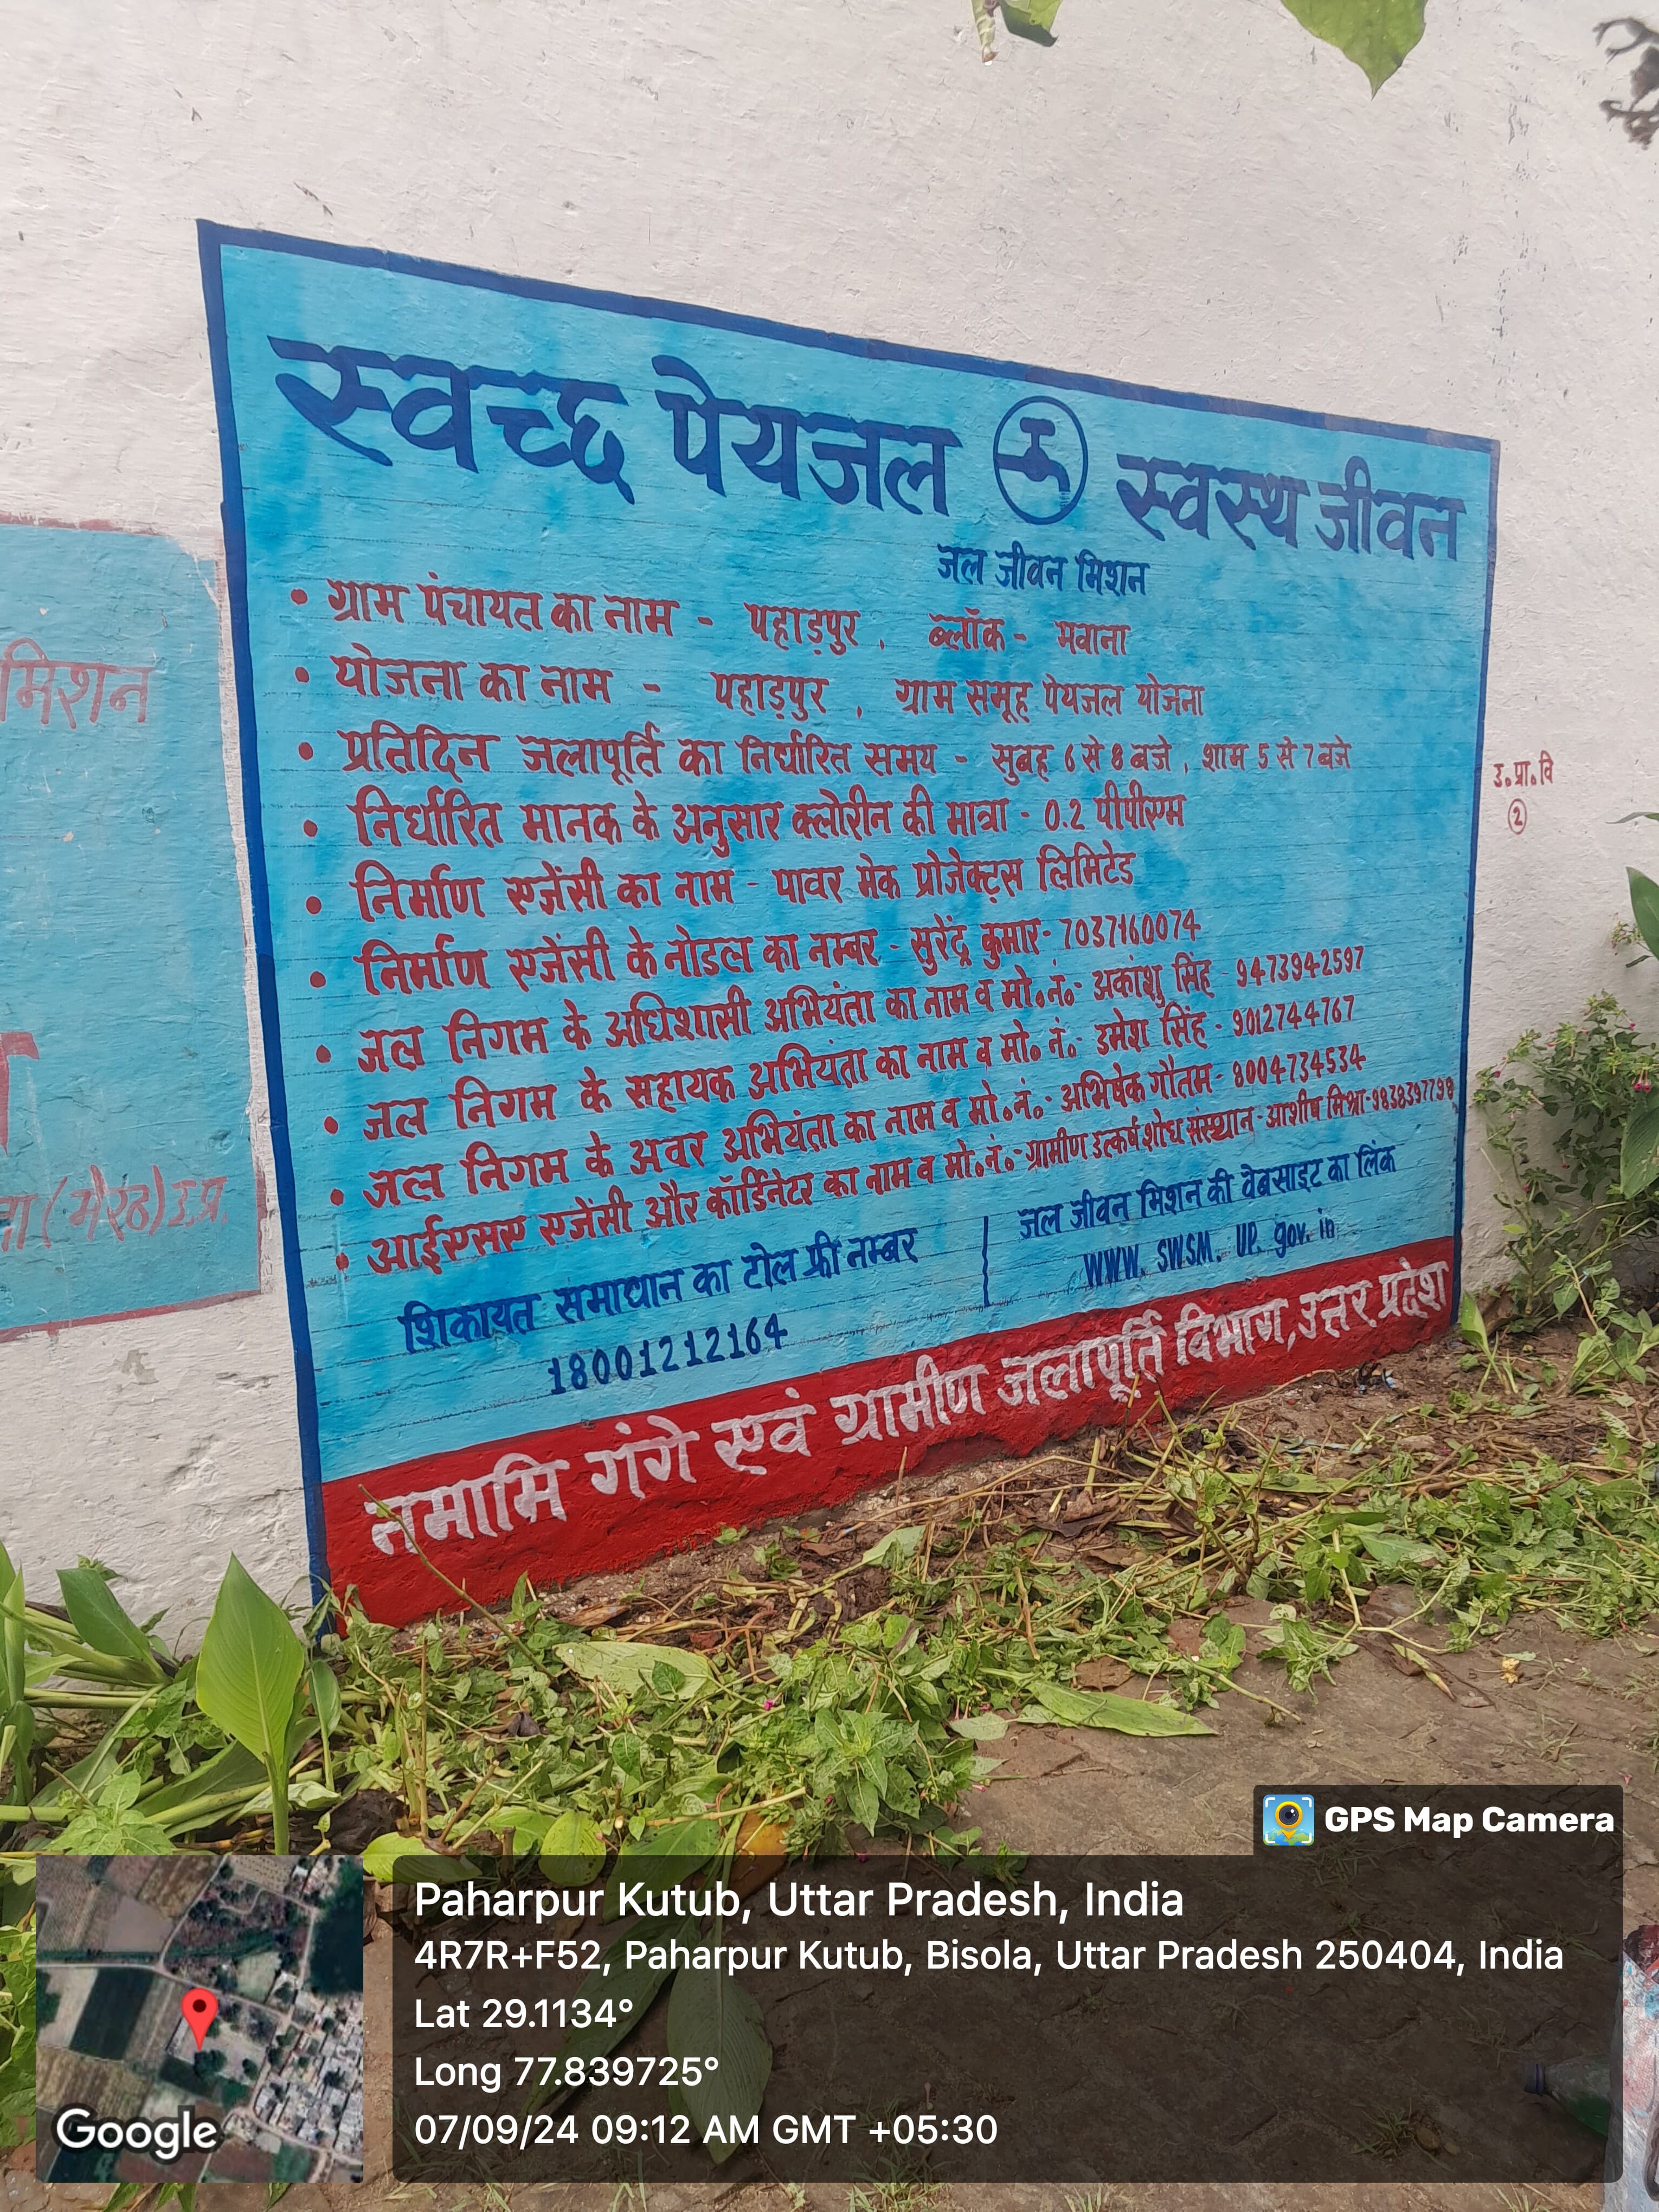 स्वच्छ पेयजल स्वस्थ जीवन
जल जीवन मिशन
• ग्राम पंचायत का नाम - पहाड़पुर , ब्लॉक - मवाना
• योजना का नाम - पहाड़पुर , ग्राम समूह पेयजल योजना
• प्रतिदिन जलापूर्ति का निर्धारित समय - सुबह 6 से 8 बजे , शाम 5 से 7 बजे
• निर्धारित मानक के अनुसार क्लोरीन की मात्रा - 0.2 पीपीएम
• निर्माण एजेंसी का नाम - पावर मेक प्रोजेक्ट्स लिमिटेड
• निर्माण एजेंसी के नोडल का नम्बर - सुरेंद्र कुमार - 7037160074
• जल निगम के अधिशासी अभियंता का नाम व मो॰ नं॰- अकांशु सिंह - 9473942597
• जल निगम के सहायक अभियंता का नाम व मो॰ नं॰- उमेश सिंह - 9012744767
• जल निगम के अवर अभियंता का नाम व मो॰ नं॰- अभिषेक गौतम - 8004734534
• आईएसए एजेंसी और कॉर्डिनेटर का नाम व मो॰ नं॰- ग्रामीण उत्कर्ष शोध संस्थान - आशीष मिश्रा - 9838397798
शिकायत समाधान का टोल फ्री नम्बर
18001212164
जल जीवन मिशन की वेबसाइट का लिंक
WWW. SWSM. UP. gov. in
नमामि गंगे एवं ग्रामीण जलापूर्ति विभाग, उत्तर प्रदेश
मिशन
(मेरठ) उ.प्र.
उ॰ प्रा॰ वि
2
GPS Map Camera
Paharpur Kutub, Uttar Pradesh, India
4R7R+F52, Paharpur Kutub, Bisola, Uttar Pradesh 250404, India
Lat 29.1134°
Long 77.839725°
07/09/24 09:12 AM GMT +05:30
Google